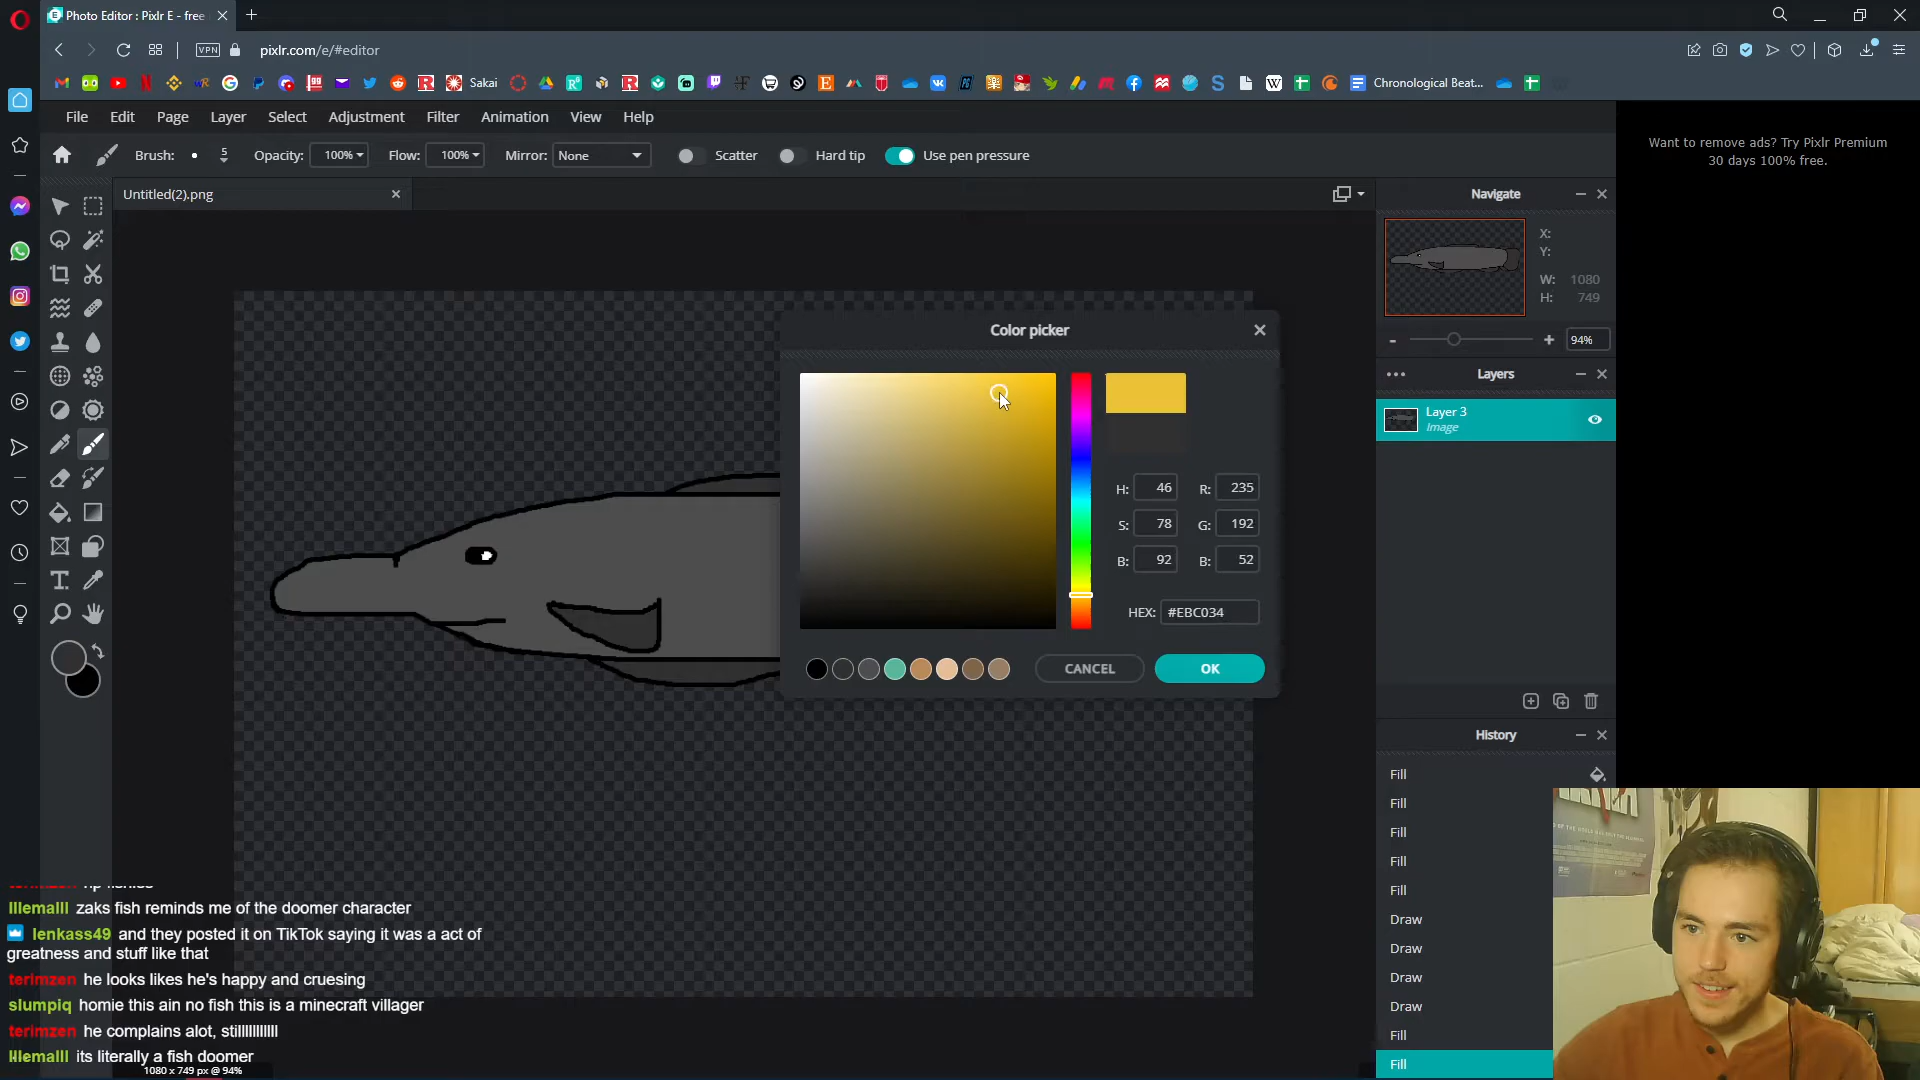 Photo Editor : Pixlr E - free
VPN
pixlr.com/e/#editor
Sakai
Chronological Beat...
File Edit Page Layer Select Adjustment Filter Animation View Help
Brush: 5 Opacity: 100% Flow: 100% Mirror: None Scatter Hard tip Use pen pressure
Want to remove ads? Try Pixlr Premium
30 days 100% free.
Untitled(2).png
Navigate
X:
Y:
W: 1080
H: 749
94%
Layers
Layer 3
Image
Color picker
H: 46 R: 235
S: 78 G: 192
B: 92 B: 52
HEX: #EBC034
CANCEL OK
History
Fill
Fill
Fill
Fill
Fill
Draw
Draw
Draw
Draw
Fill
Fill
lllemalll zaks fish reminds me of the doomer character
lenkass49 and they posted it on TikTok saying it was a act of
greatness and stuff like that
terimzen he looks likes he's happy and cruesing
slumpiq homie this ain no fish this is a minecraft villager
terimzen he complains alot, stillllllllllll
lllemalll its literally a fish doomer
1080 x 749 px @ 94%